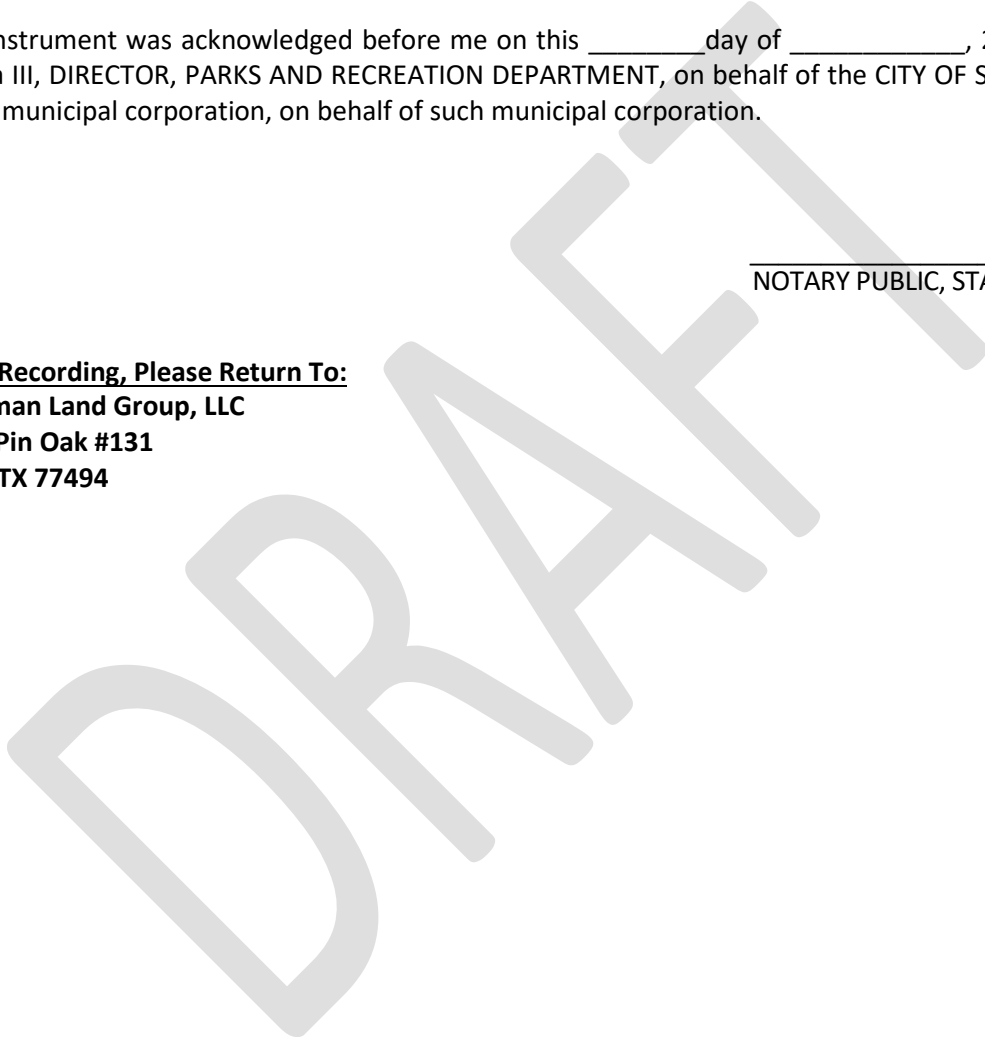 nstrument was acknowledged before me on this ________day of ____________, 2
III, DIRECTOR, PARKS AND RECREATION DEPARTMENT, on behalf of the CITY OF S
municipal corporation, on behalf of such municipal corporation.
NOTARY PUBLIC, STA
Recording, Please Return To:
man Land Group, LLC
Pin Oak #131
TX 77494
DRAFT